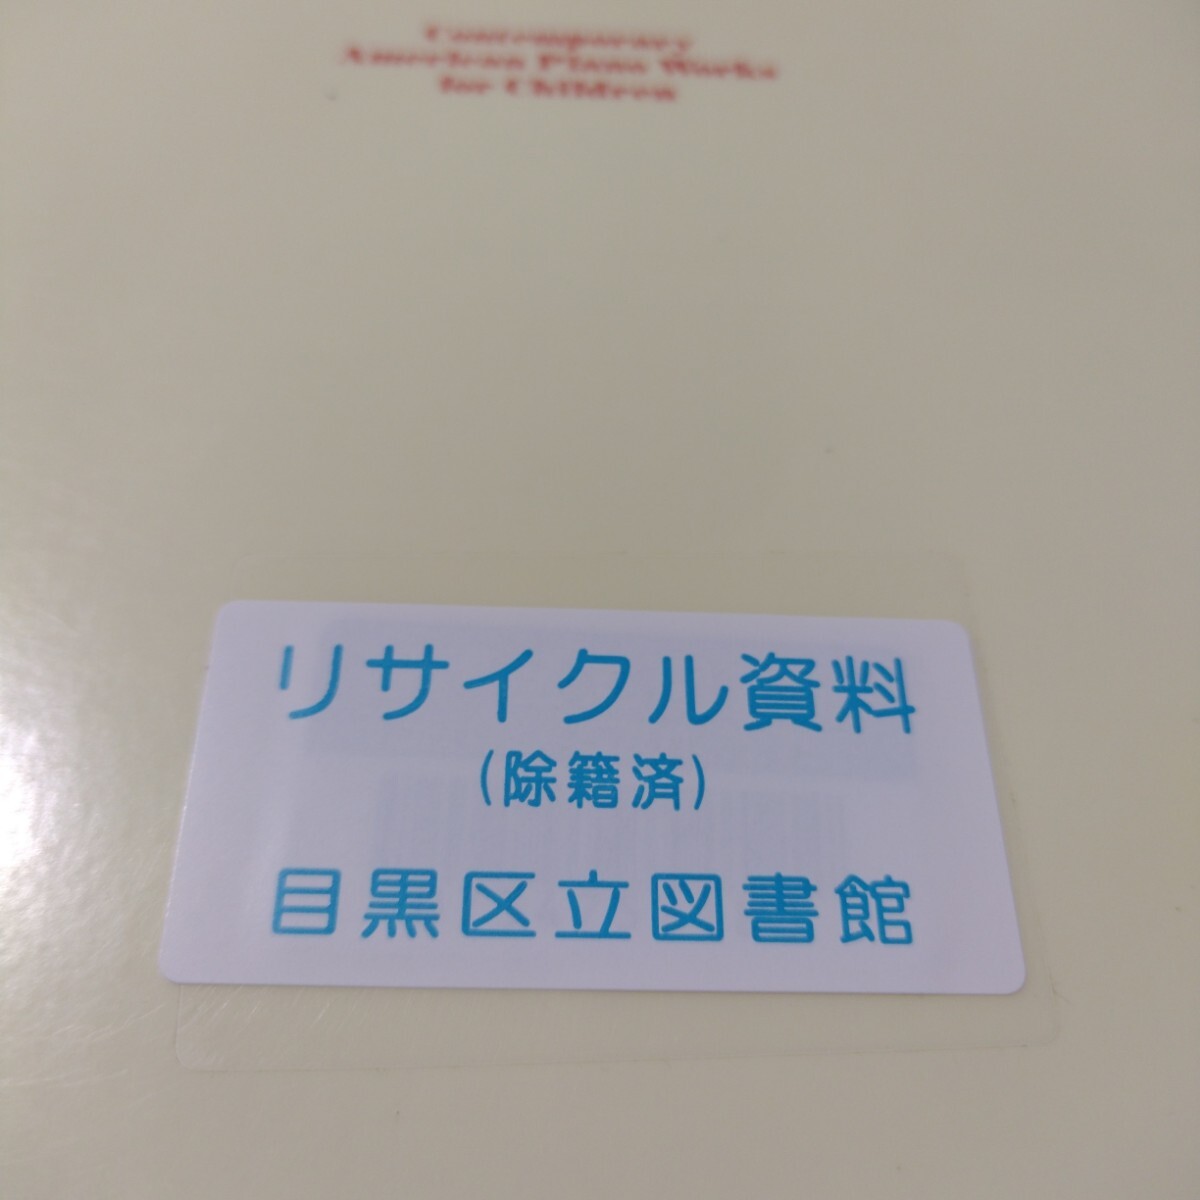 Contemporary
American Piano Works
for Children
リサイクル資料
(除籍済)
目黒区立図書館